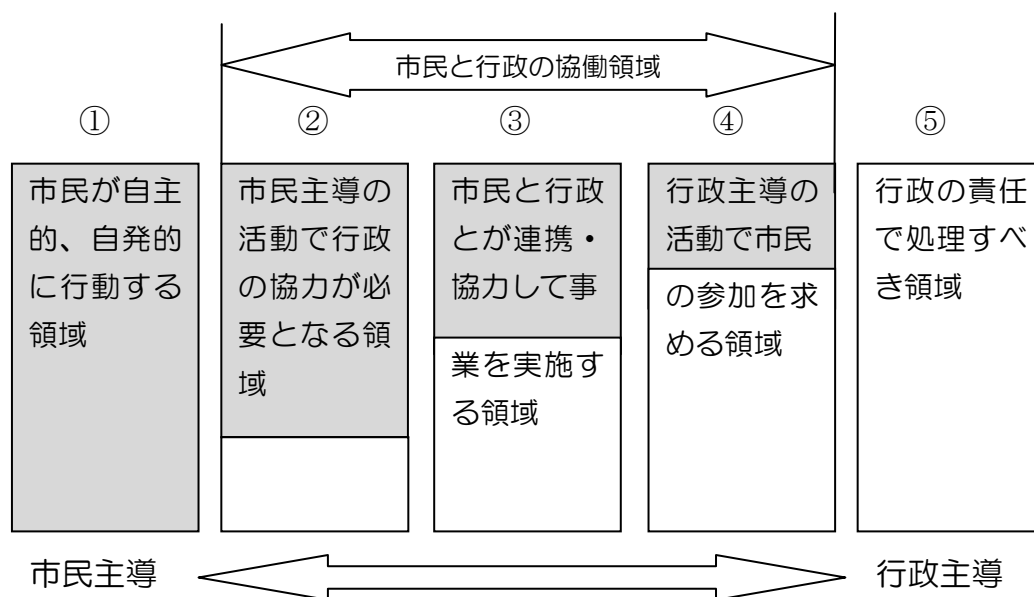 市民と行政の協働領域
①
②
③
④
⑤
市民が自主
的、自発的
に行動する
領域
市民主導の
活動で行政
の協力が必
要となる領
域
市民と行政
とが連携・
協力して事
業を実施す
る領域
行政主導の
活動で市民
の参加を求
める領域
行政の責任
で処理すべ
き領域
市民主導
行政主導